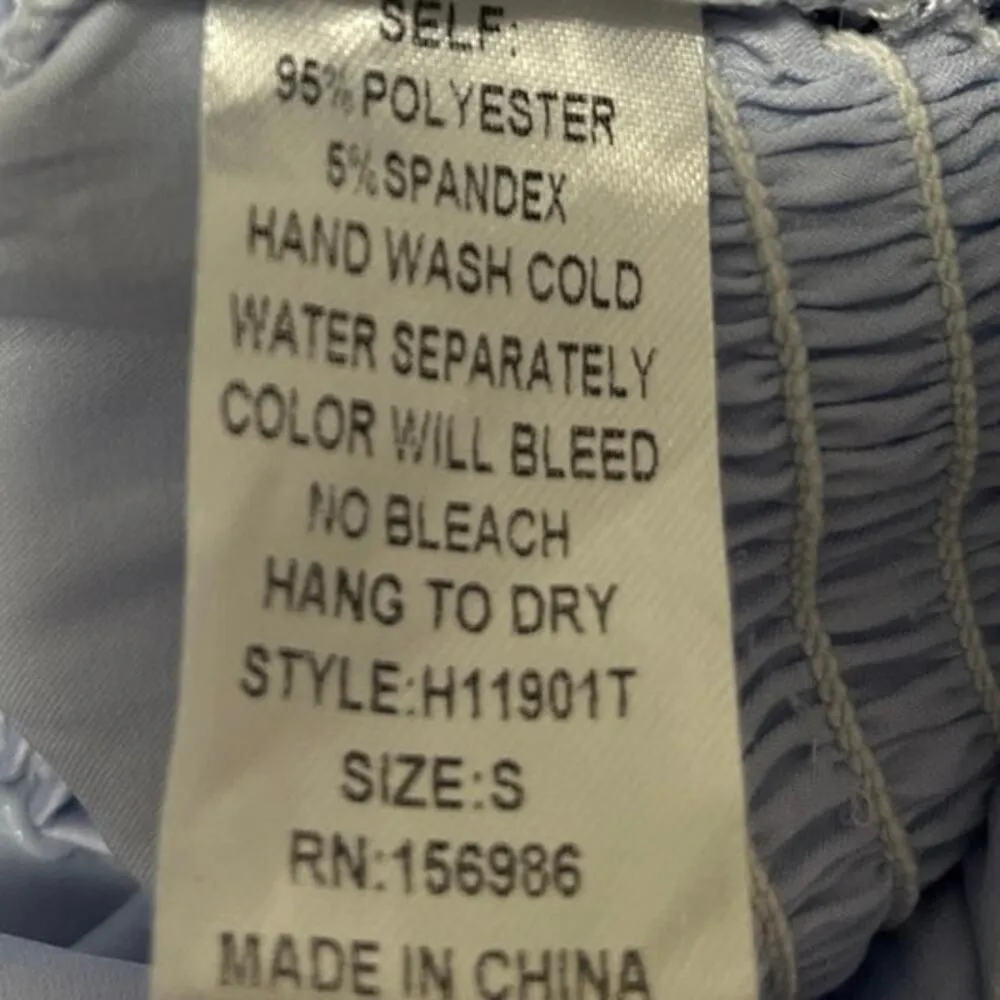 SELF:
95% POLYESTER
5%SPANDEX
HAND WASH COLD
WATER SEPARATELY
COLOR WILL BLEED
NO BLEACH
HANG TO DRY
STYLE:H11901T
SIZE:S
RN:156986
MADE IN CHINA